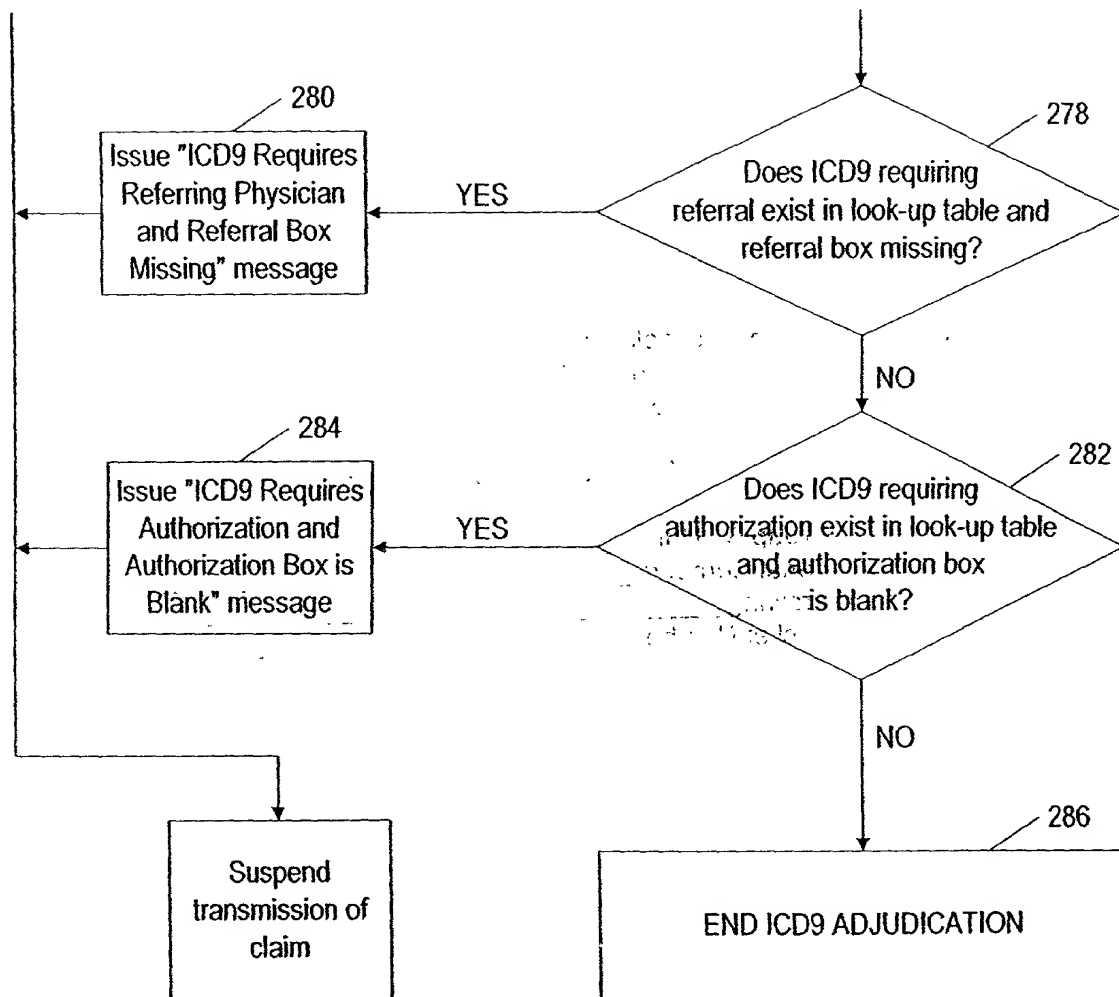 280
Issue "ICD9 Requires
Referring Physician
and Referral Box
Missing" message
YES
278
Does ICD9 requiring
referral exist in look-up table and
referral box missing?
NO
284
Issue "ICD9 Requires
Authorization and
Authorization Box is
Blank" message
YES
282
Does ICD9 requiring
authorization exist in look-up table
and authorization box
is blank?
NO
Suspend
transmission of
claim
286
END ICD9 ADJUDICATION